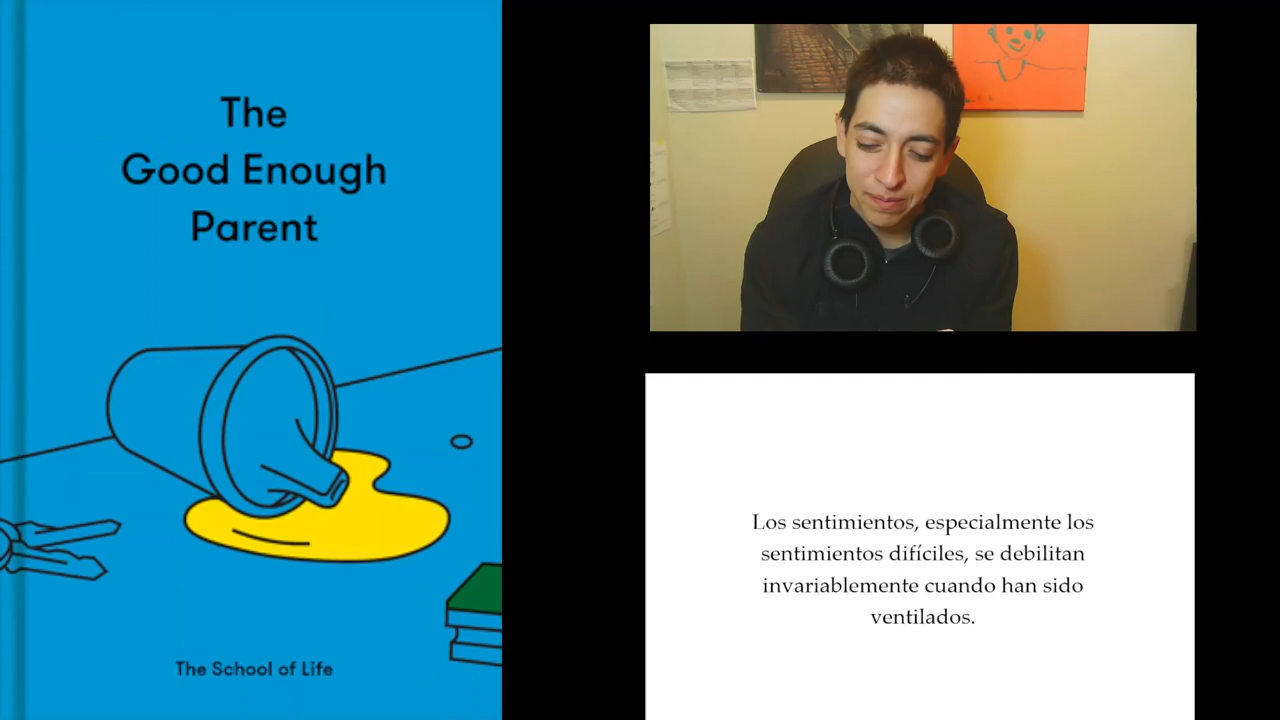 The
Good Enough
Parent
The School of Life
Los sentimientos, especialmente los
sentimientos difíciles, se debilitan
invariablemente cuando han sido
ventilados.